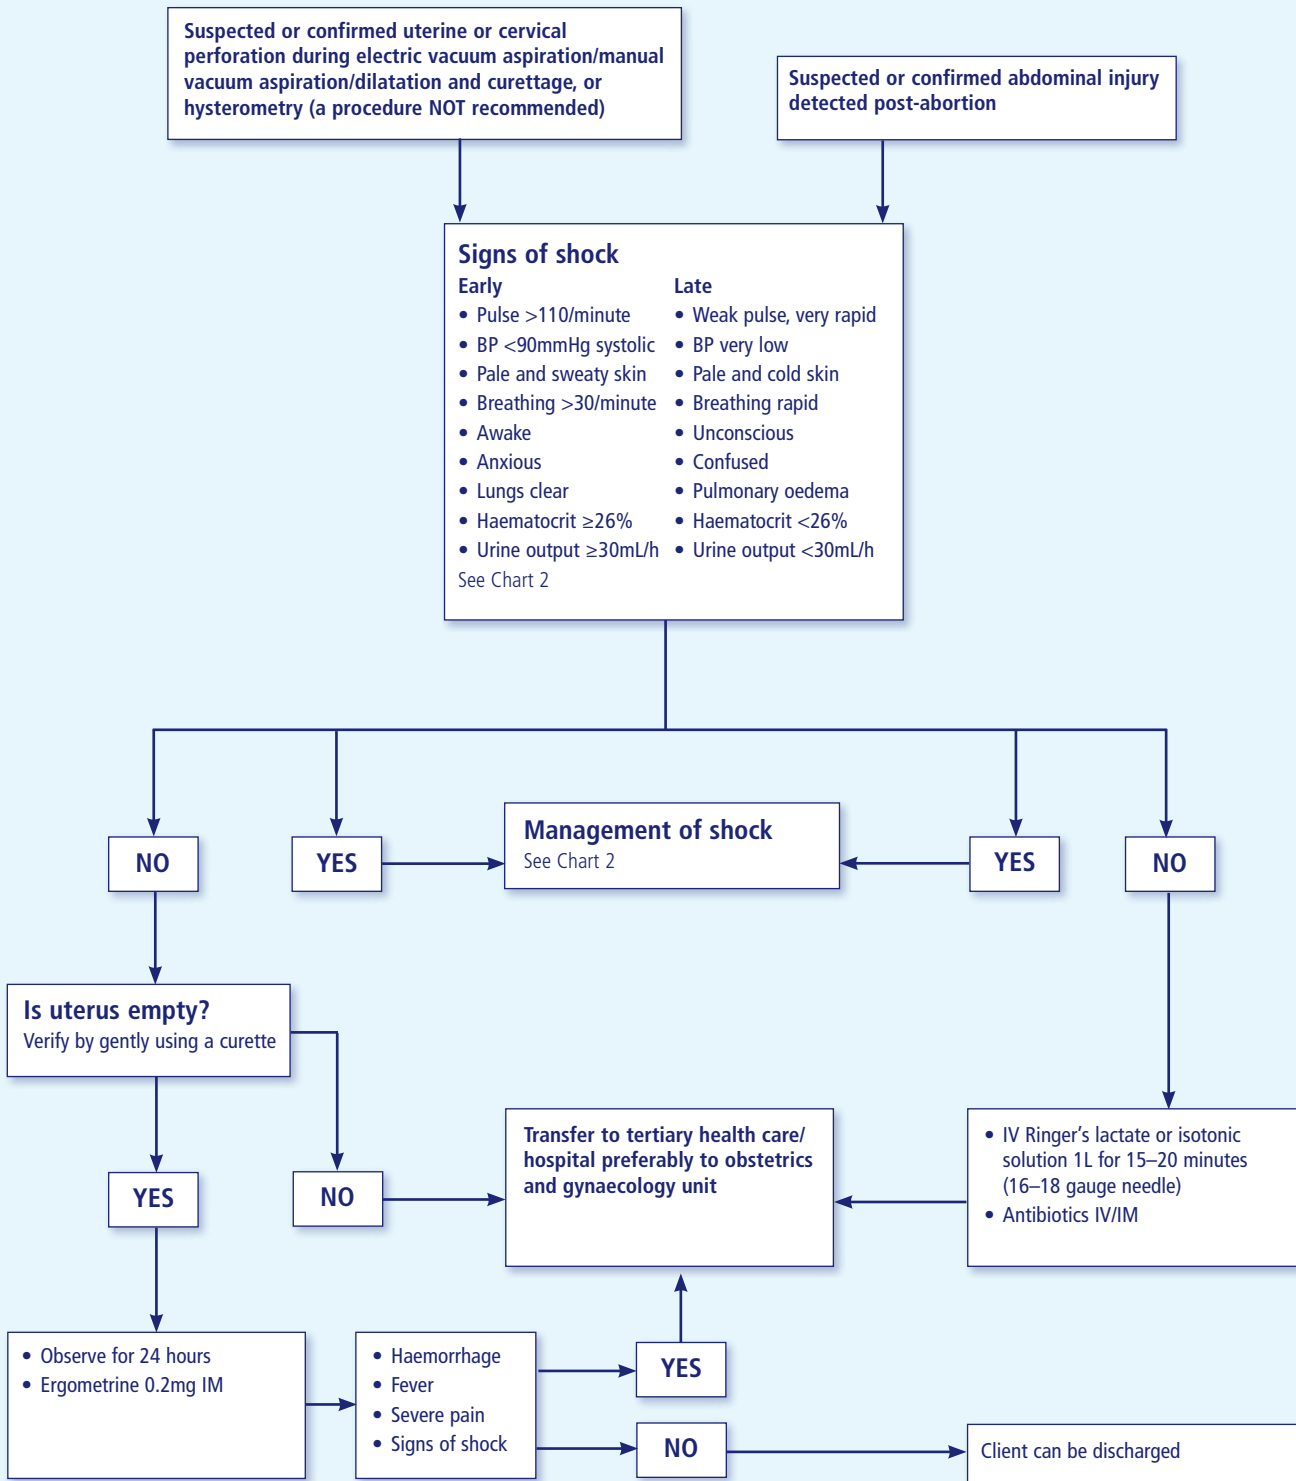 Suspected or confirmed uterine or cervical
perforation during electric vacuum aspiration/manual
vacuum aspiration/dilatation and curettage, or
hysterometry (a procedure NOT recommended)
Suspected or confirmed abdominal injury
detected post-abortion
Signs of shock
Early
• Pulse >110/minute
• BP <90mmHg systolic
• Pale and sweaty skin
• Breathing >30/minute
• Awake
• Anxious
• Lungs clear
• Haematocrit ≥26%
• Urine output ≥30mL/h
See Chart 2
Late
• Weak pulse, very rapid
• BP very low
• Pale and cold skin
• Breathing rapid
• Unconscious
• Confused
• Pulmonary oedema
• Haematocrit <26%
• Urine output <30mL/h
NO
YES
Management of shock
See Chart 2
YES
NO
Is uterus empty?
Verify by gently using a curette
YES
NO
Transfer to tertiary health care/
hospital preferably to obstetrics
and gynaecology unit
• IV Ringer's lactate or isotonic
solution 1L for 15–20 minutes
(16–18 gauge needle)
• Antibiotics IV/IM
• Observe for 24 hours
• Ergometrine 0.2mg IM
• Haemorrhage
• Fever
• Severe pain
• Signs of shock
YES
NO
Client can be discharged